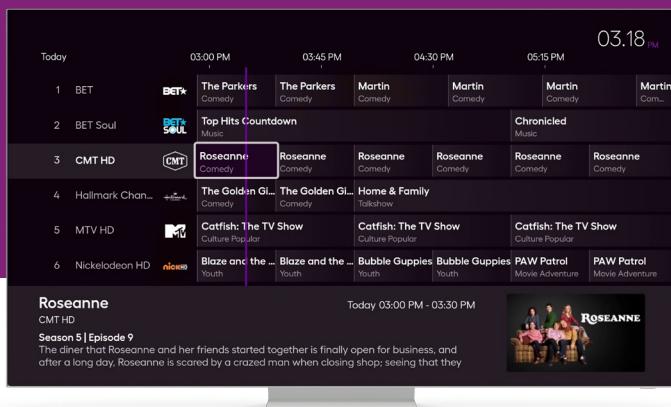 03.18 PM
Today 03:00 PM 03:45 PM 04:30 PM 05:15 PM
1 BET BET★ The Parkers The Parkers Martin Martin Martin Martin
Comedy Comedy Comedy Comedy Comedy Com...
2 BET Soul BET★ SOUL Top Hits Countdown Chronicled
Music Music
3 CMT HD CMT Roseanne Roseanne Roseanne Roseanne Roseanne Roseanne
Comedy Comedy Comedy Comedy Comedy Comedy
4 Hallmark Chan... Hallmark The Golden Gi... The Golden Gi... Home & Family
Comedy Comedy Talkshow
5 MTV HD MTV Catfish: The TV Show Catfish: The TV Show Catfish: The TV Show
Culture Popular Culture Popular Culture Popular
6 Nickelodeon HD nick HD Blaze and the ... Blaze and the ... Bubble Guppies Bubble Guppies PAW Patrol PAW Patrol
Youth Youth Youth Youth Movie Adventure Movie Adventure
Roseanne Today 03:00 PM - 03:30 PM
CMT HD
ROSEANNE
Season 5 | Episode 9
The diner that Roseanne and her friends started together is finally open for business, and
after a long day, Roseanne is scared by a crazed man when closing shop; seeing that they